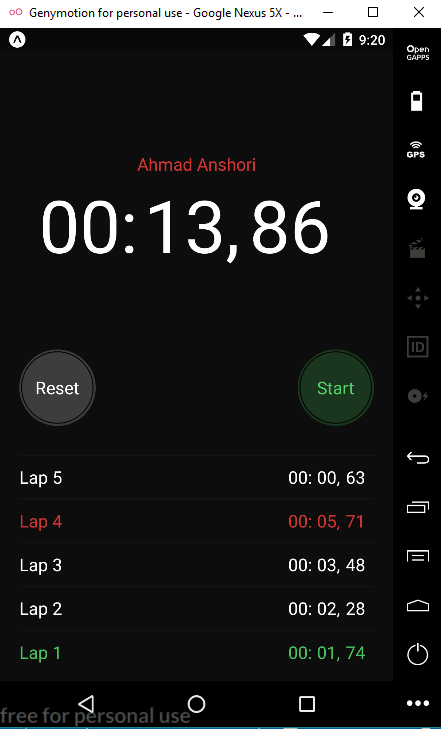 Genymotion for personal use - Google Nexus 5X - ...
9:20
Open
GAPPS
GPS
Ahmad Anshori
00:13,86
ID
Reset Start
Lap 5 00: 00, 63
Lap 4 00: 05, 71
Lap 3 00: 03, 48
Lap 2 00: 02, 28
Lap 1 00: 01, 74
free for personal use